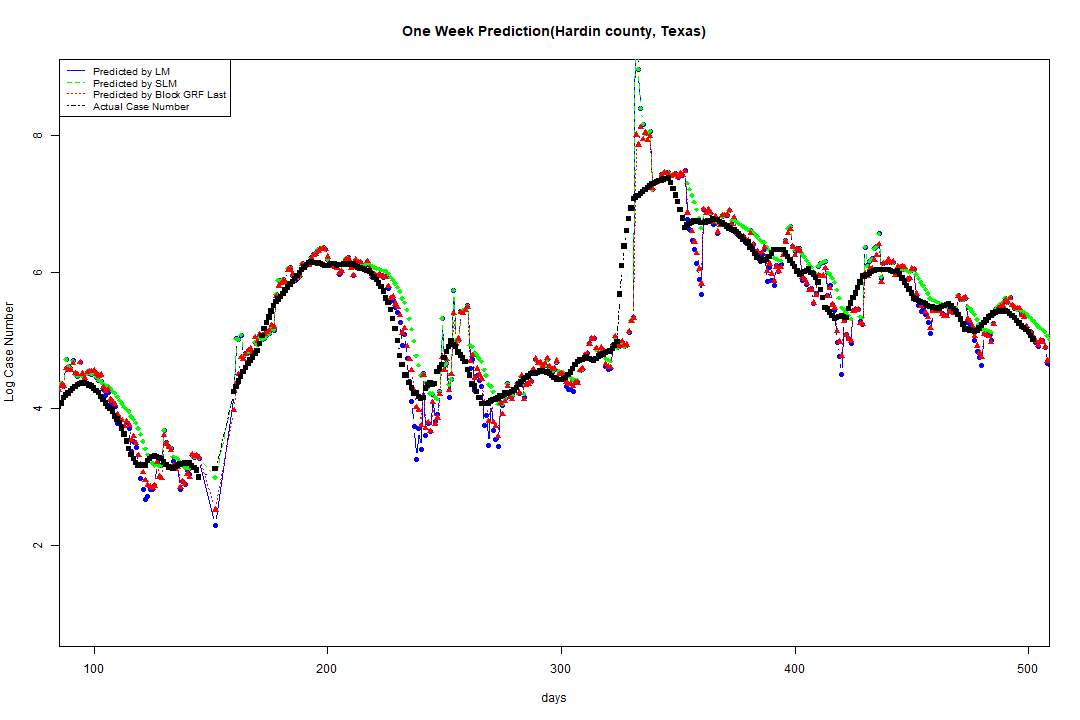 One Week Prediction(Hardin county, Texas)
Predicted by LM
Predicted by SLM
Predicted by Block GRF Last
Actual Case Number
8
6
4
2
Log Case Number
100 200 300 400 500
days